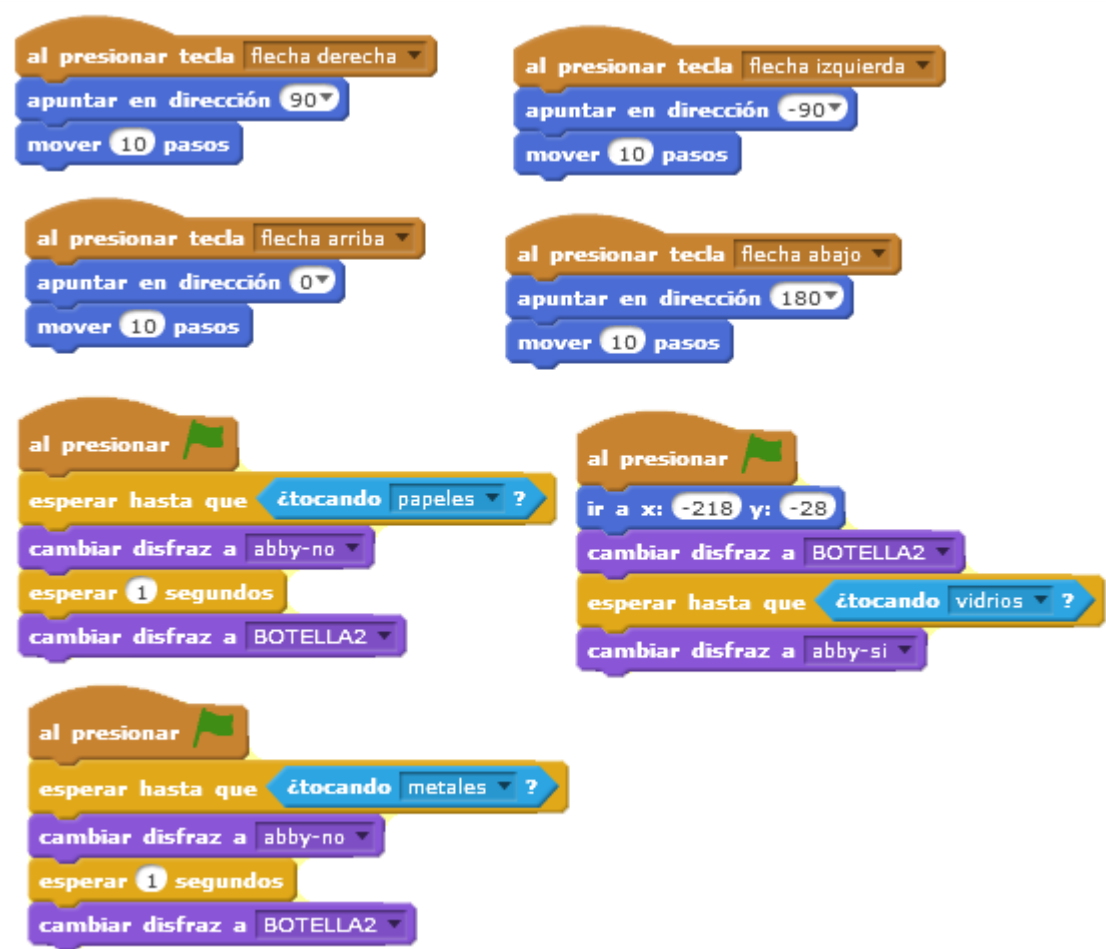 al presionar tecla flecha derecha
apuntar en dirección 90
mover 10 pasos
al presionar tecla flecha izquierda
apuntar en dirección -90
mover 10 pasos
al presionar tecla flecha arriba
apuntar en dirección 0
mover 10 pasos
al presionar tecla flecha abajo
apuntar en dirección 180
mover 10 pasos
al presionar
esperar hasta que ¿tocando papeles ?
cambiar disfraz a abby-no
esperar 1 segundos
cambiar disfraz a BOTELLA2
al presionar
ir a x: -218 y: -28
cambiar disfraz a BOTELLA2
esperar hasta que ¿tocando vidrios ?
cambiar disfraz a abby-si
al presionar
esperar hasta que ¿tocando metales ?
cambiar disfraz a abby-no
esperar 1 segundos
cambiar disfraz a BOTELLA2